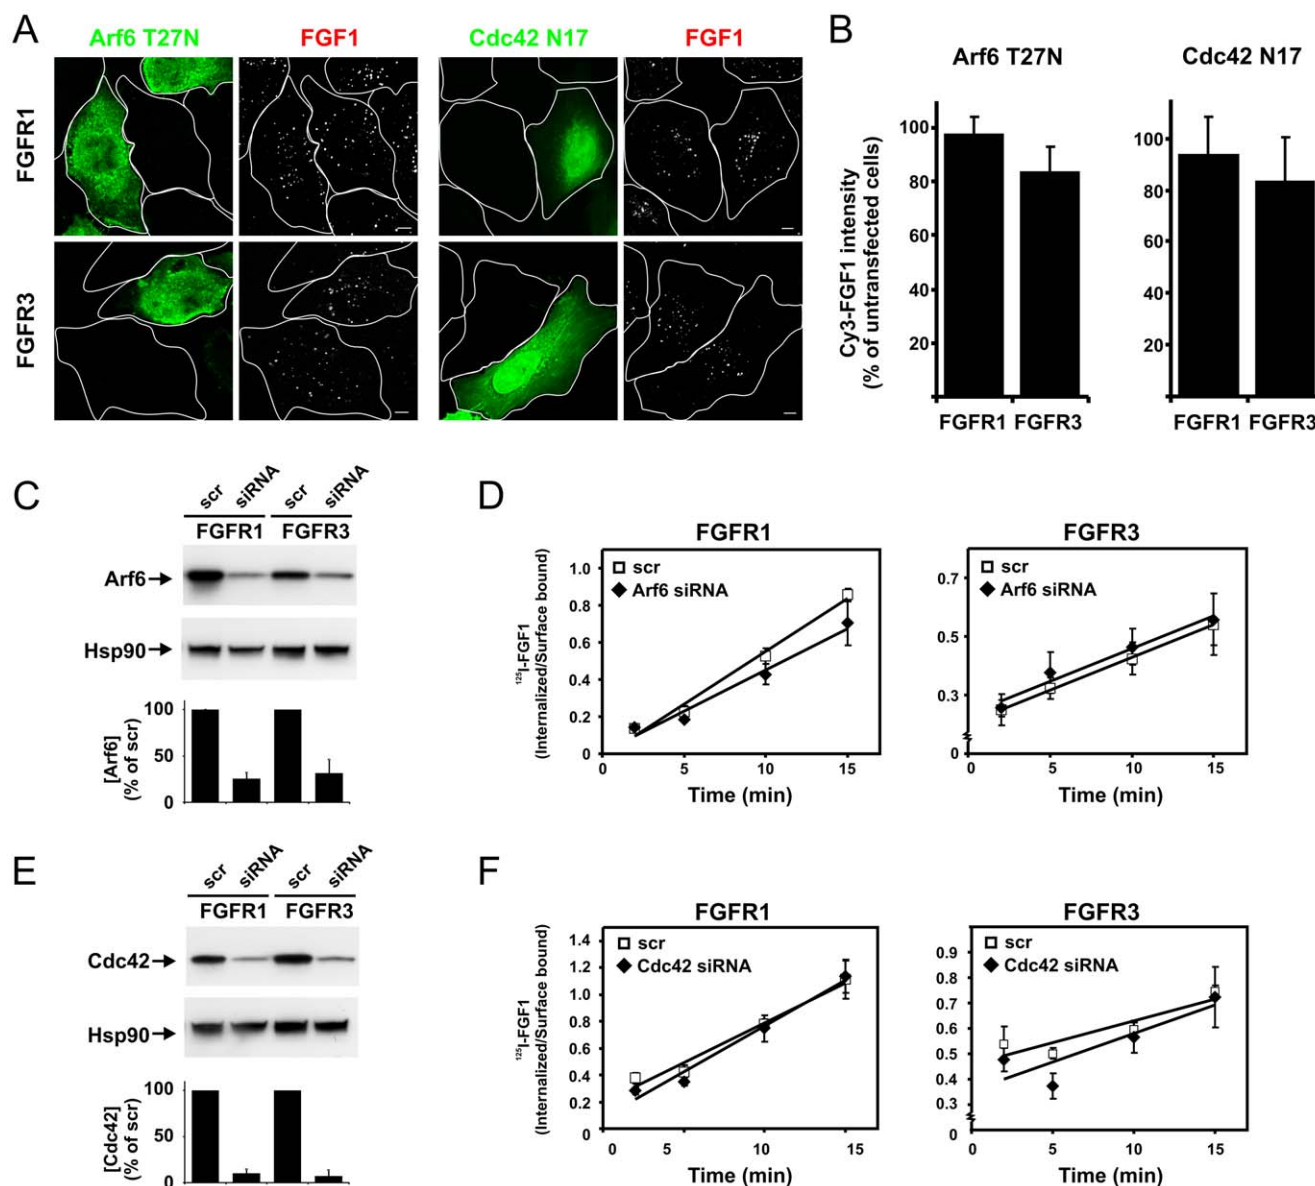 A
Arf6 T27N
FGF1
Cdc42 N17
FGF1
FGFR1
FGFR3
B
Arf6 T27N
Cdc42 N17
Cy3-FGF1 intensity
(% of untransfected cells)
100
80
60
40
20
FGFR1 FGFR3
100
80
60
40
20
FGFR1 FGFR3
C
scr siRNA scr siRNA
FGFR1 FGFR3
Arf6
Hsp90
[Arf6]
(% of scr)
100
50
0
D
FGFR1
scr
Arf6 siRNA
¹²⁵I-FGF1
(Internalized/Surface bound)
1.0
0.8
0.6
0.4
0.2
0
0 5 10 15
Time (min)
FGFR3
scr
Arf6 siRNA
0.7
0.5
0.3
0
0 5 10 15
Time (min)
E
scr siRNA scr siRNA
FGFR1 FGFR3
Cdc42
Hsp90
[Cdc42]
(% of scr)
100
50
0
F
FGFR1
scr
Cdc42 siRNA
¹²⁵I-FGF1
(Internalized/Surface bound)
1.4
1.2
1.0
0.8
0.6
0.4
0.2
0
0 5 10 15
Time (min)
FGFR3
scr
Cdc42 siRNA
0.9
0.8
0.7
0.6
0.5
0.4
0.3
0
0 5 10 15
Time (min)